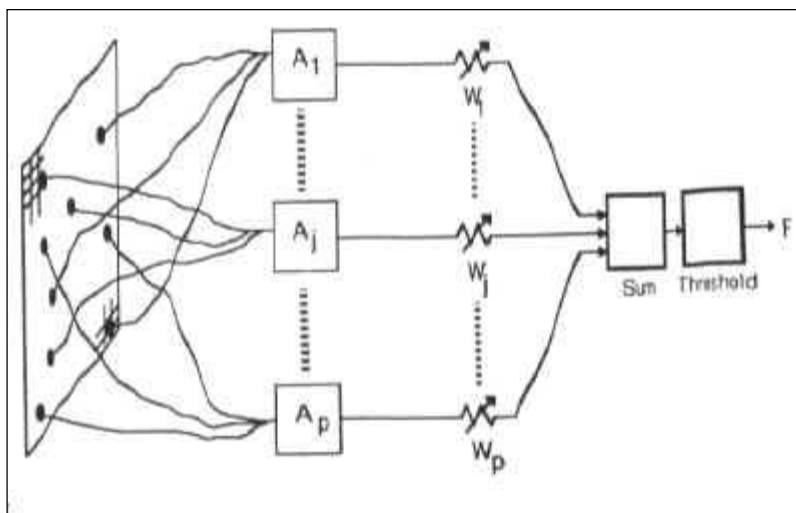 A₁
W₁
Aⱼ
Wⱼ
Sum
Threshold
F
Aₚ
Wₚ